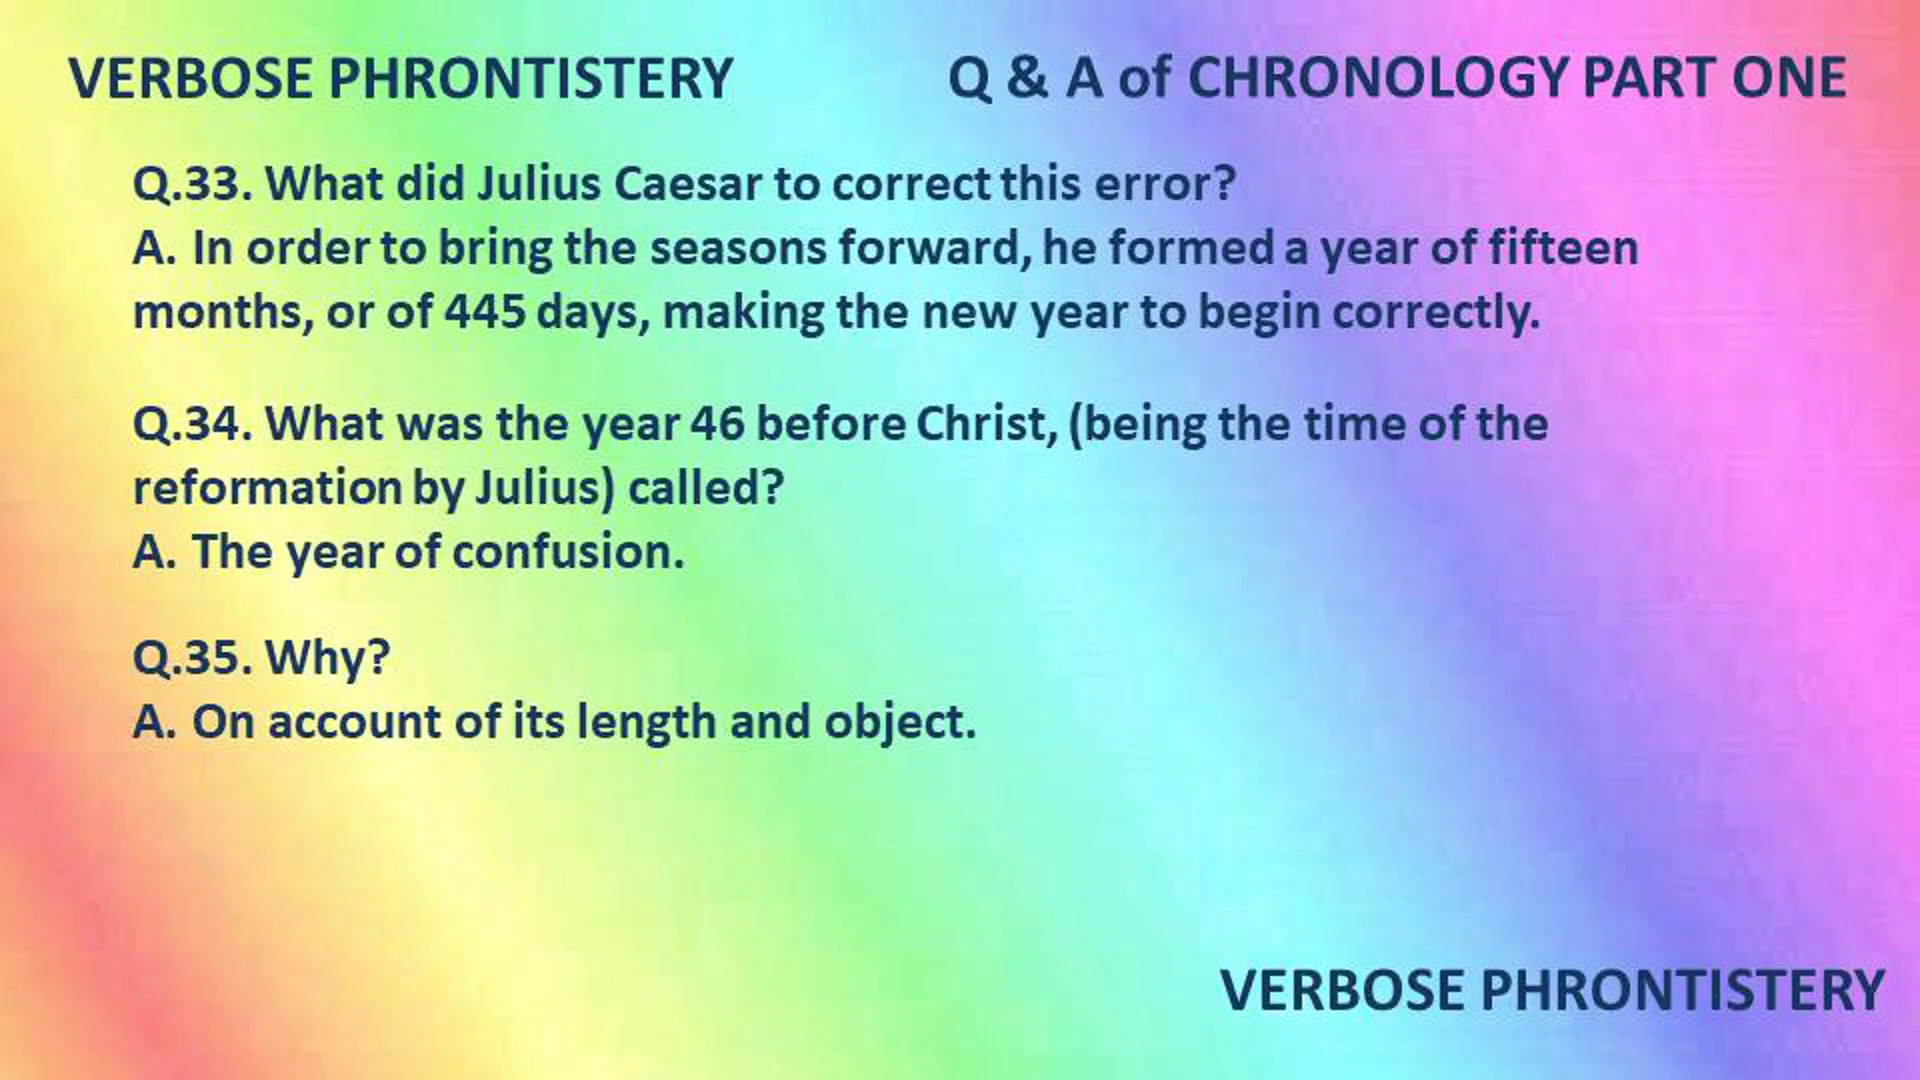 VERBOSE PHRONTISTERY
Q & A of CHRONOLOGY PART ONE
Q.33. What did Julius Caesar to correct this error?
A. In order to bring the seasons forward, he formed a year of fifteen
months, or of 445 days, making the new year to begin correctly.
Q.34. What was the year 46 before Christ, (being the time of the
reformation by Julius) called?
A. The year of confusion.
Q.35. Why?
A. On account of its length and object.
VERBOSE PHRONTISTERY